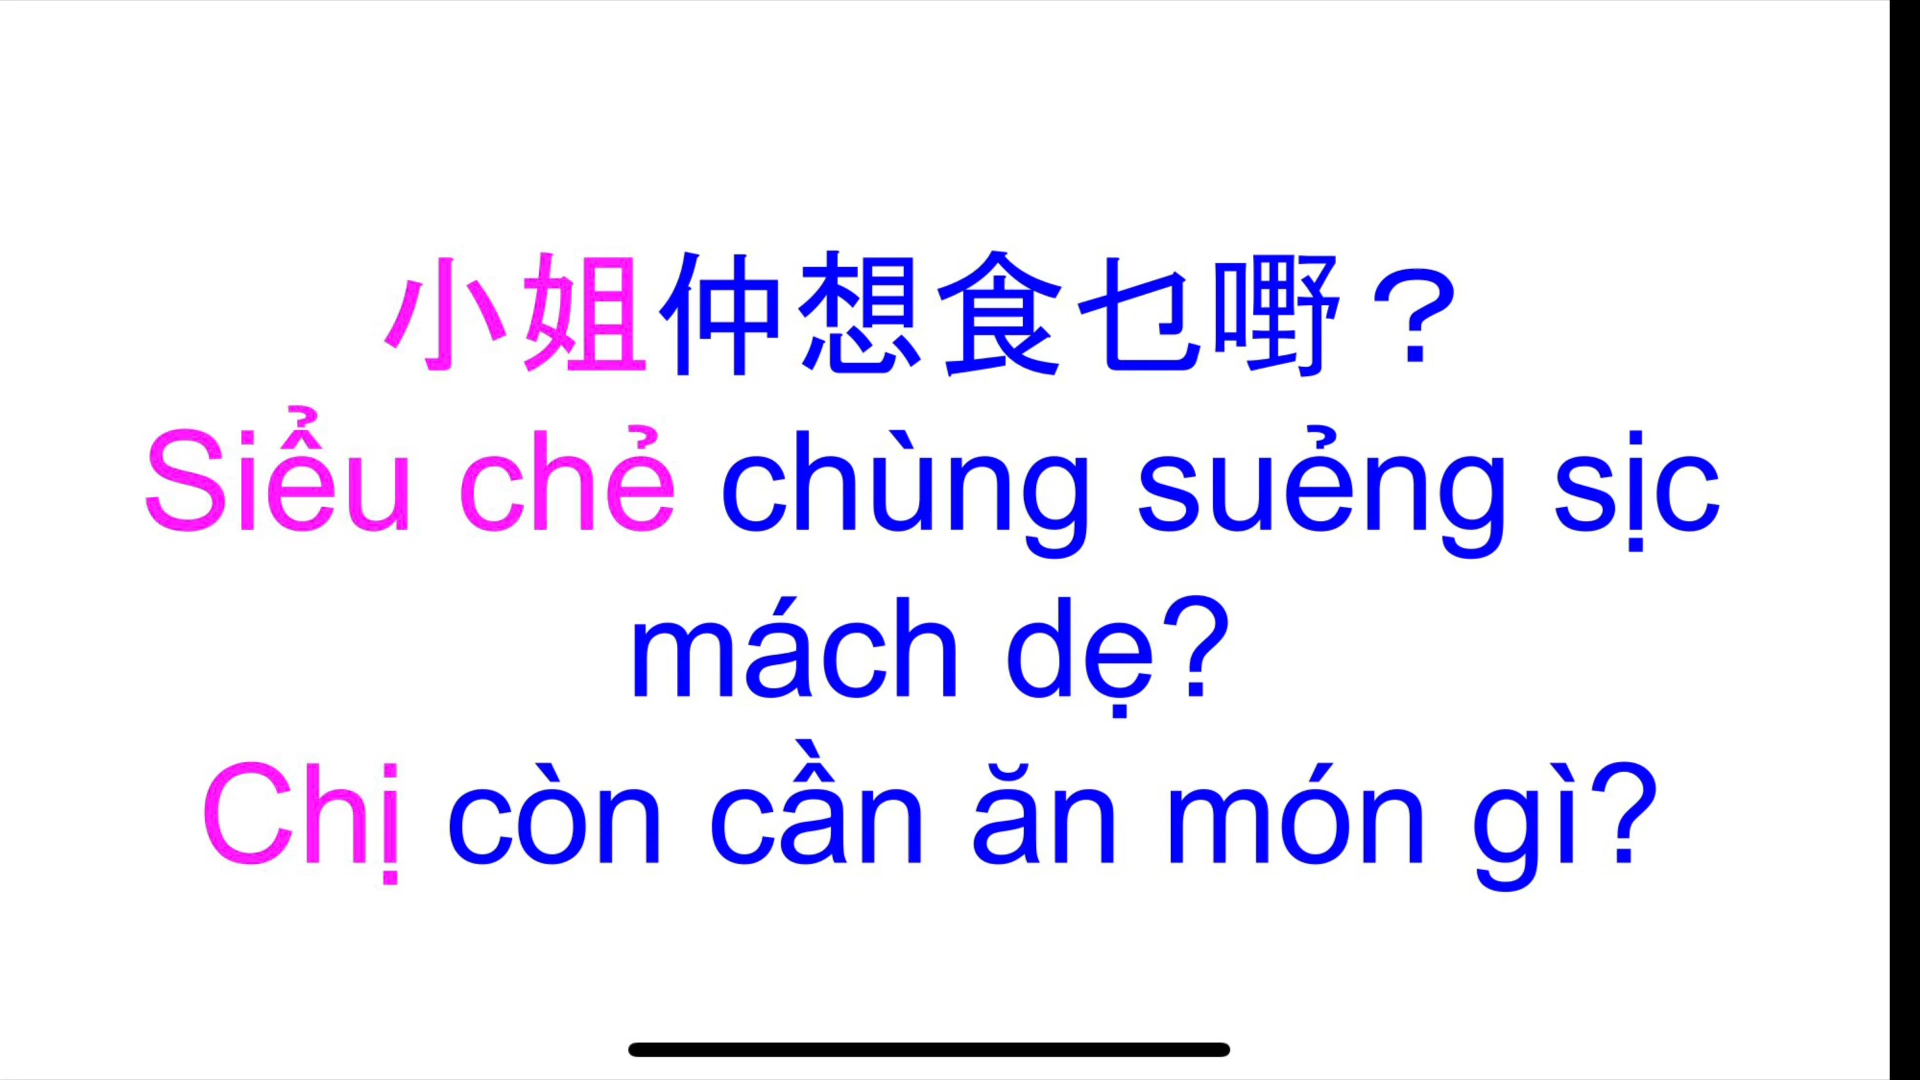 小姐仲想食乜嘢？
Siểu chẻ chùng suẻng sịc
mách dẹ?
Chị còn cần ăn món gì?